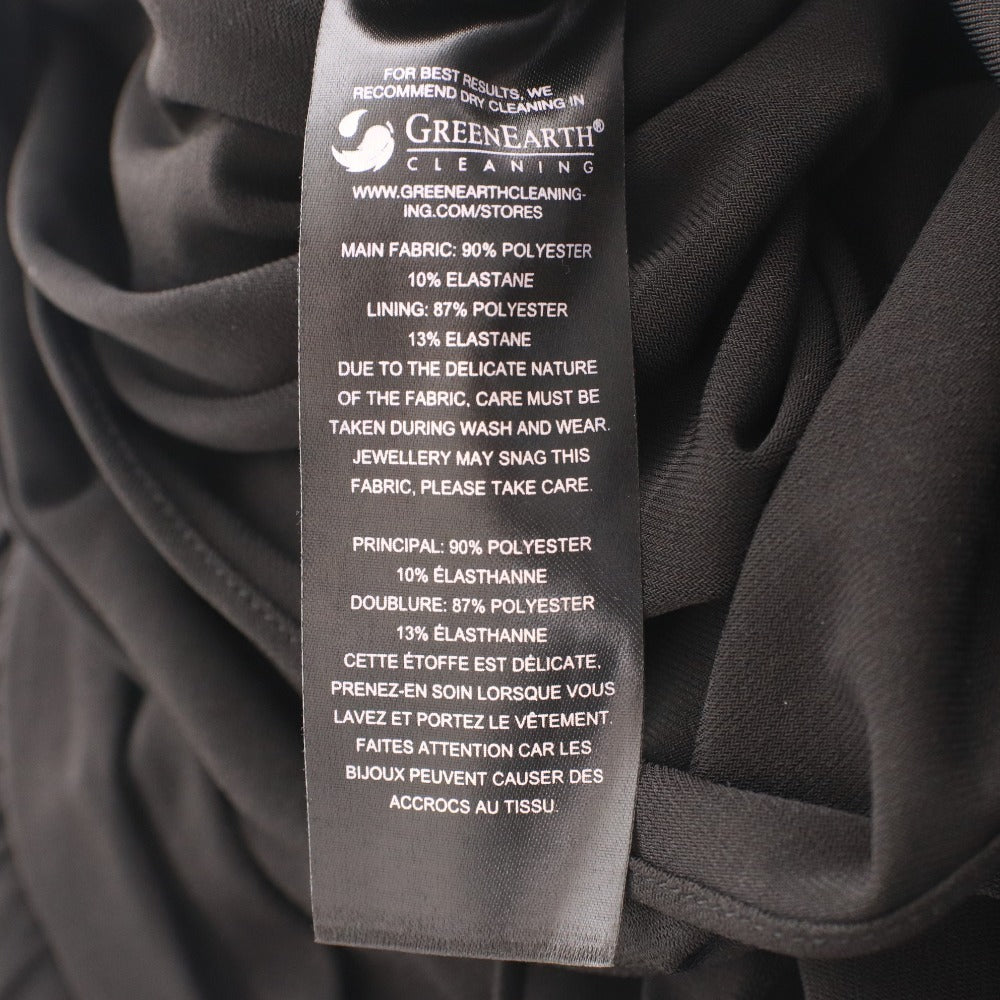 FOR BEST RESULTS, WE
RECOMMEND DRY CLEANING IN
GREENEARTH®
CLEANING
WWW.GREENEARTHCLEANING-
ING.COM/STORES
MAIN FABRIC: 90% POLYESTER
10% ELASTANE
LINING: 87% POLYESTER
13% ELASTANE
DUE TO THE DELICATE NATURE
OF THE FABRIC, CARE MUST BE
TAKEN DURING WASH AND WEAR.
JEWELLERY MAY SNAG THIS
FABRIC, PLEASE TAKE CARE.
PRINCIPAL: 90% POLYESTER
10% ÉLASTHANNE
DOUBLURE: 87% POLYESTER
13% ÉLASTHANNE
CETTE ÉTOFFE EST DÉLICATE,
PRENEZ-EN SOIN LORSQUE VOUS
LAVEZ ET PORTEZ LE VÊTEMENT.
FAITES ATTENTION CAR LES
BIJOUX PEUVENT CAUSER DES
ACCROCS AU TISSU.